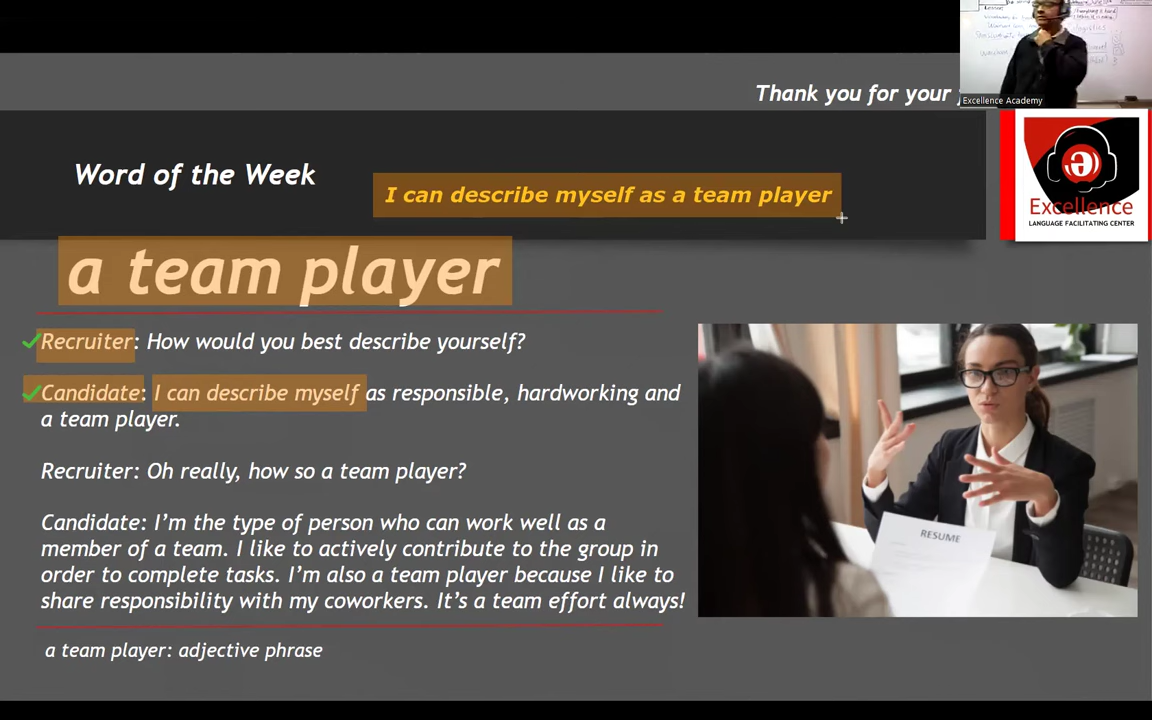 Thank you for your
Excellence Academy
Word of the Week
I can describe myself as a team player
Excellence
LANGUAGE FACILITATING CENTER
a team player
Recruiter: How would you best describe yourself?
Candidate: I can describe myself as responsible, hardworking and
a team player.
Recruiter: Oh really, how so a team player?
Candidate: I'm the type of person who can work well as a
member of a team. I like to actively contribute to the group in
order to complete tasks. I'm also a team player because I like to
share responsibility with my coworkers. It's a team effort always!
RESUME
a team player: adjective phrase